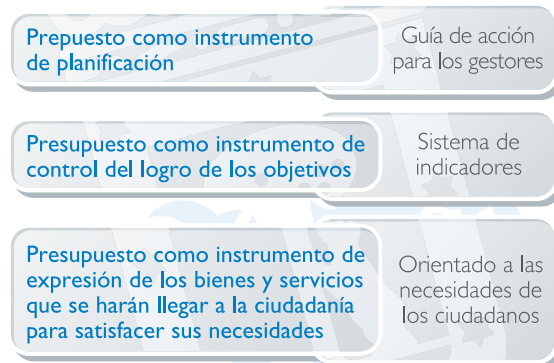 Prepuesto como instrumento
de planificación
Guía de acción
para los gestores
Presupuesto como instrumento de
control del logro de los objetivos
Sistema de
indicadores
Presupuesto como instrumento de
expresión de los bienes y servicios
que se harán llegar a la ciudadanía
para satisfacer sus necesidades
Orientado a las
necesidades de
los ciudadanos